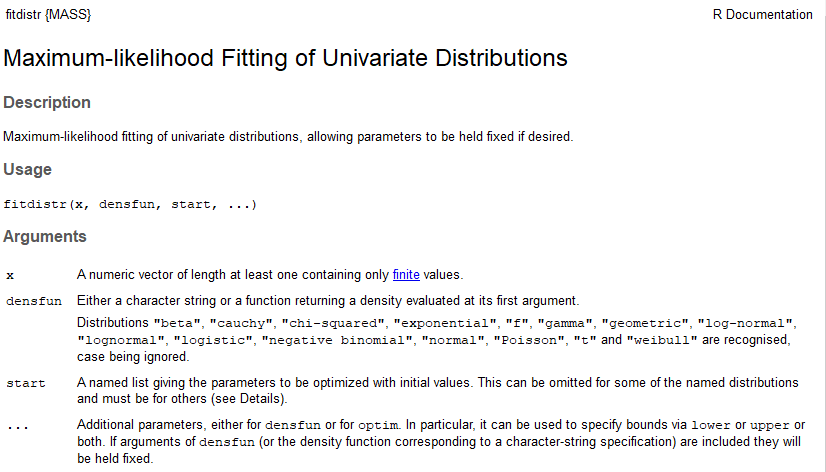 fitdistr {MASS} R Documentation
Maximum-likelihood Fitting of Univariate Distributions
Description
Maximum-likelihood fitting of univariate distributions, allowing parameters to be held fixed if desired.
Usage
fitdistr(x, densfun, start, ...)
Arguments
x A numeric vector of length at least one containing only finite values.
densfun Either a character string or a function returning a density evaluated at its first argument.
Distributions "beta", "cauchy", "chi-squared", "exponential", "f", "gamma", "geometric", "log-normal",
"lognormal", "logistic", "negative binomial", "normal", "Poisson", "t" and "weibull" are recognised,
case being ignored.
start A named list giving the parameters to be optimized with initial values. This can be omitted for some of the named distributions
and must be for others (see Details).
... Additional parameters, either for densfun or for optim. In particular, it can be used to specify bounds via lower or upper or
both. If arguments of densfun (or the density function corresponding to a character-string specification) are included they will
be held fixed.